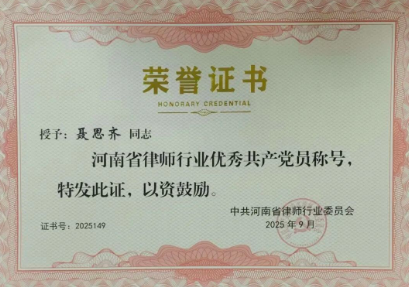 荣誉证书
HONORARY CREDENTIAL
授予：聂恩齐 同志
河南省律师行业优秀共产党员称号，
特发此证，以资鼓励。
中共河南省律师行业委员会
2025年9月
证书号：2025149